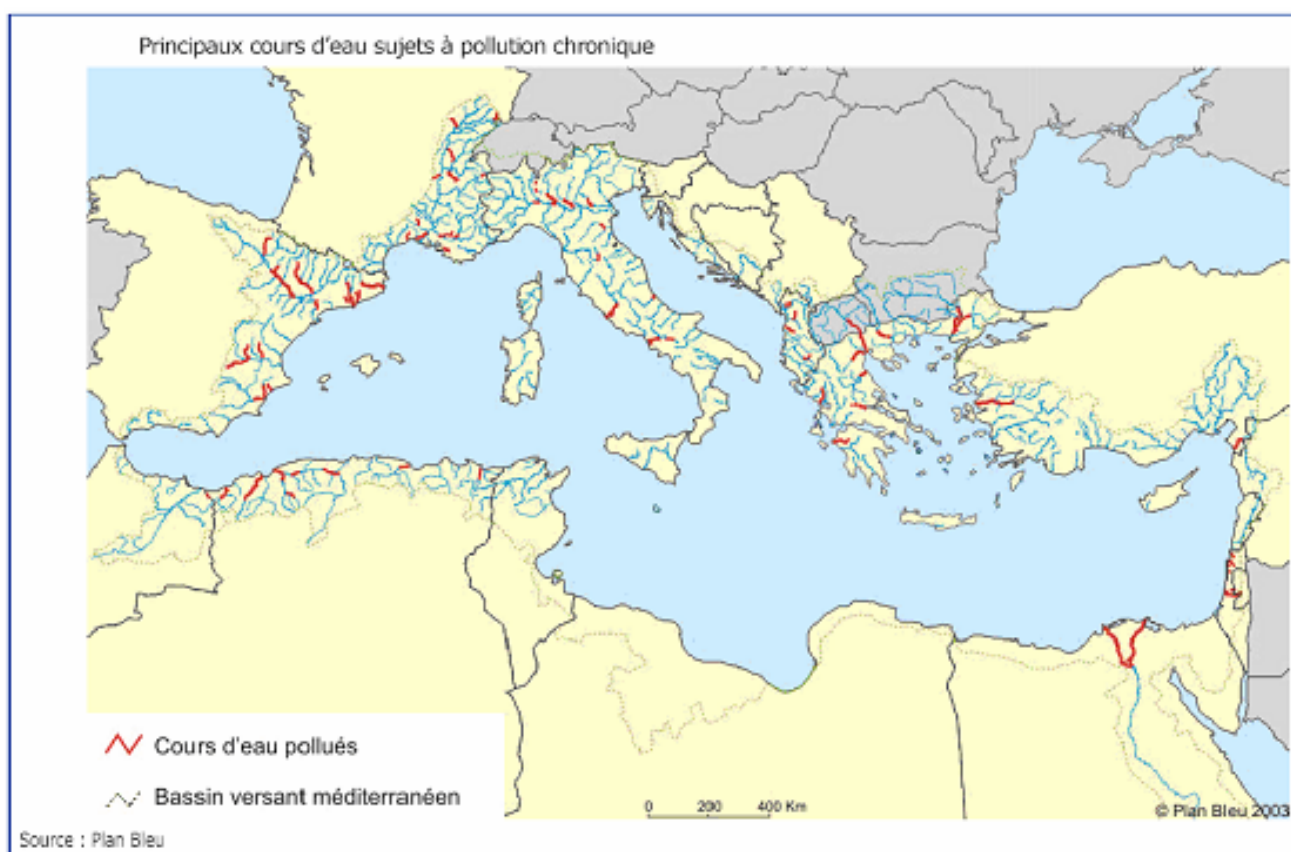 Principaux cours d'eau sujets à pollution chronique
Cours d'eau pollués
Bassin versant méditerranéen
0 200 400 Km
© Plan Bleu 2003
Source : Plan Bleu